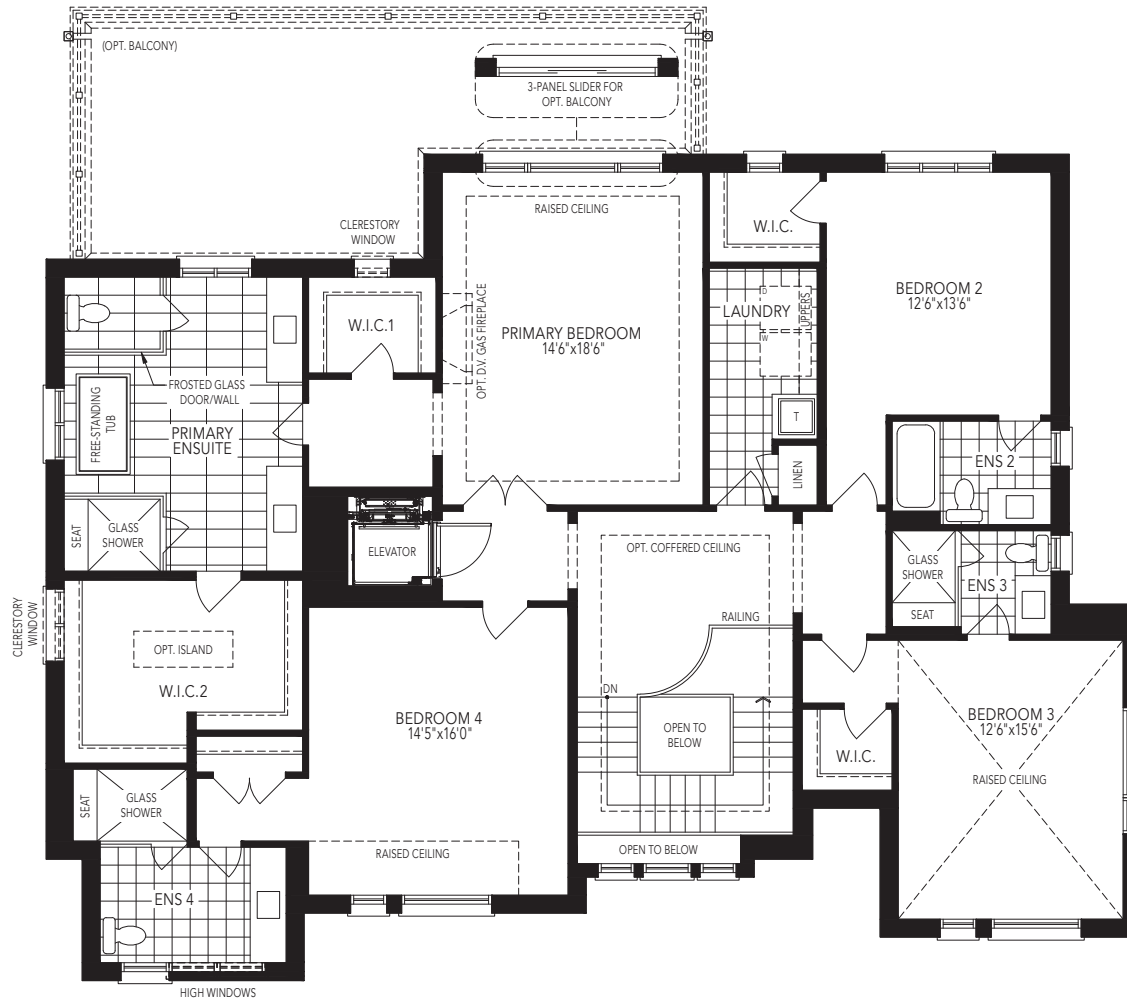 (OPT. BALCONY)
3-PANEL SLIDER FOR
OPT. BALCONY
CLERESTORY
WINDOW
RAISED CEILING
W.I.C.
W.I.C.1
OPT. D.V. GAS FIREPLACE
PRIMARY BEDROOM
14'6"x18'6"
LAUNDRY
D
W
UPPERS
T
LINEN
BEDROOM 2
12'6"x13'6"
FROSTED GLASS
DOOR/WALL
FREE-STANDING
TUB
PRIMARY
ENSUITE
SEAT
GLASS
SHOWER
ELEVATOR
OPT. COFFERED CEILING
ENS 2
GLASS
SHOWER
SEAT
ENS 3
CLERESTORY
WINDOW
OPT. ISLAND
W.I.C.2
RAILING
DN
OPEN TO
BELOW
BEDROOM 4
14'5"x16'0"
BEDROOM 3
12'6"x15'6"
W.I.C.
RAISED CEILING
SEAT
GLASS
SHOWER
RAISED CEILING
OPEN TO BELOW
ENS 4
HIGH WINDOWS